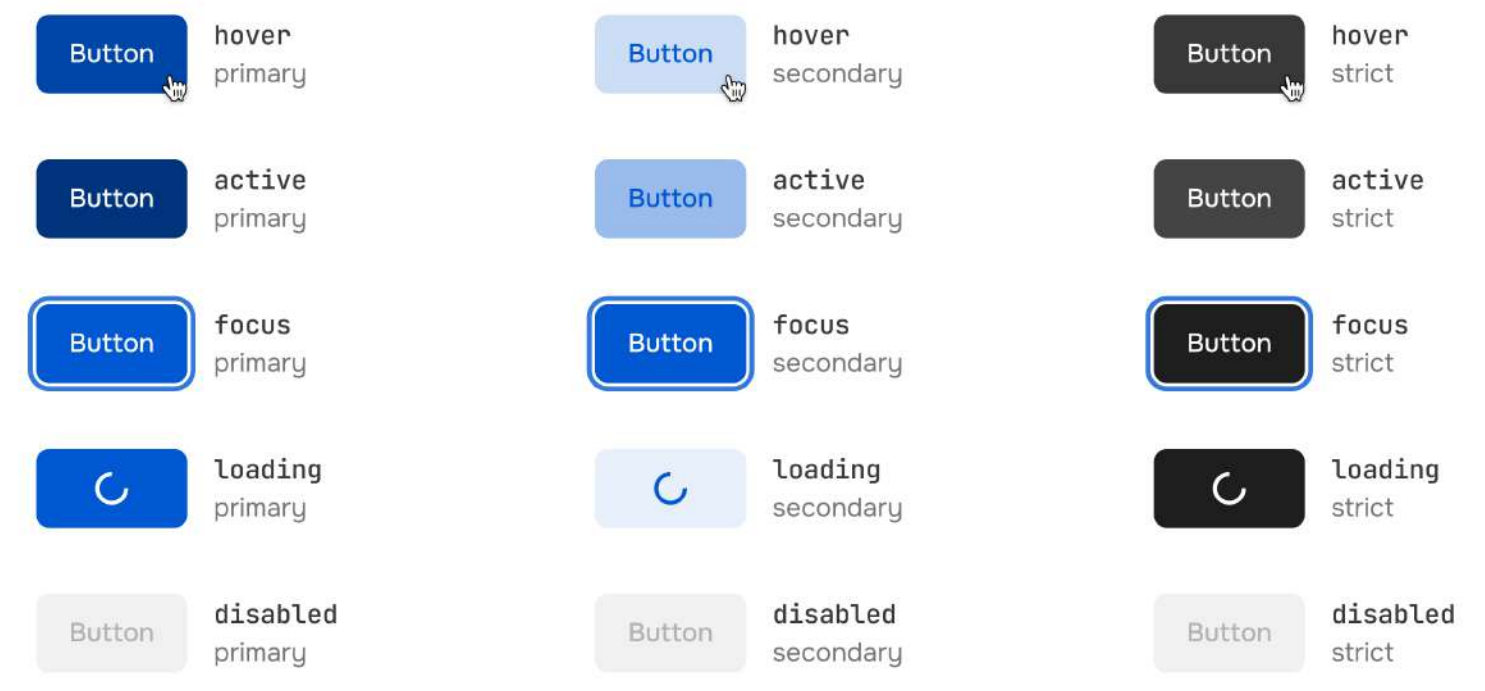 Button
hover
primary
Button
hover
secondary
Button
hover
strict
Button
active
primary
Button
active
secondary
Button
active
strict
Button
focus
primary
Button
focus
secondary
Button
focus
strict
loading
primary
loading
secondary
loading
strict
Button
disabled
primary
Button
disabled
secondary
Button
disabled
strict